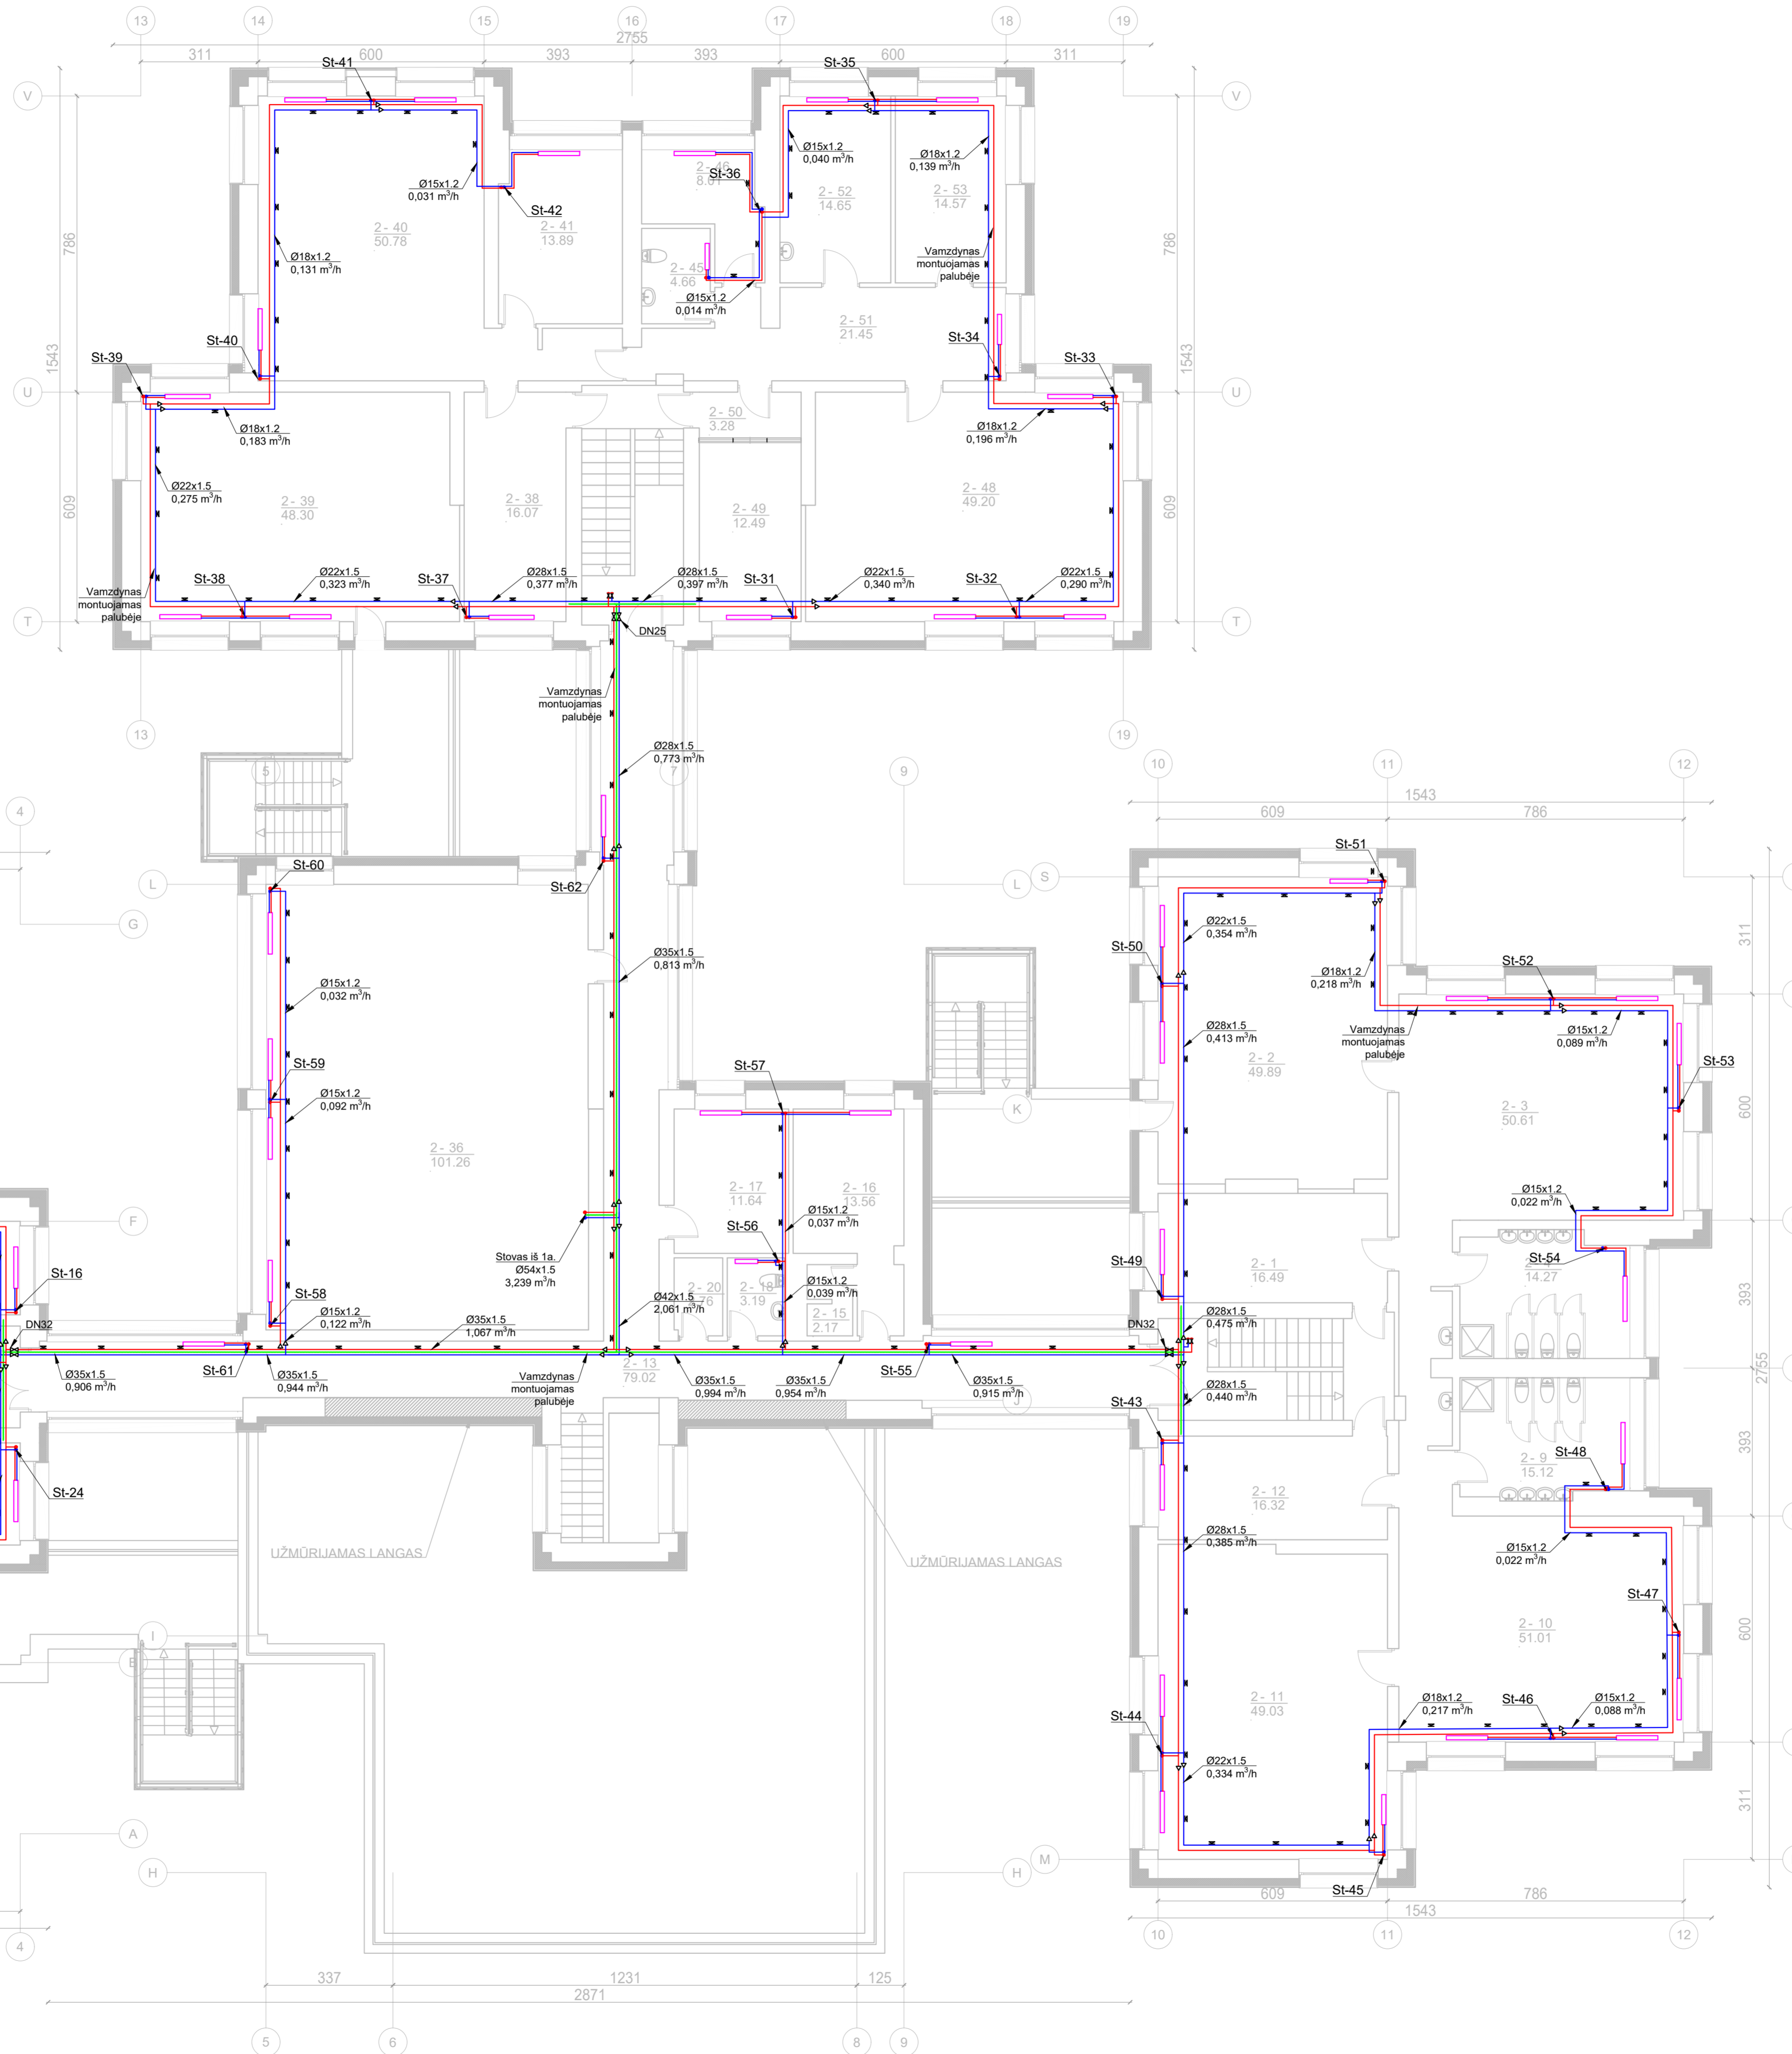 13
14
15
16
17
18
19
2755
311
600
393
393
600
311
St-41
St-35
V
V
Ø15x1.2
0,040 m³/h
Ø18x1.2
0,139 m³/h
2- 46
St-36
Ø15x1.2
0,031 m³/h
2- 52
14.65
2- 53
14.57
St-42
2- 40
50.78
2- 41
13.89
786
786
Vamzdynas
montuojamas
palubėje
Ø18x1.2
0,131 m³/h
2- 45
4.66
Ø15x1.2
0,014 m³/h
2- 51
21.45
St-40
St-34
St-39
St-33
1543
1543
U
U
2- 50
3.28
Ø18x1.2
0,183 m³/h
Ø18x1.2
0,196 m³/h
Ø22x1.5
0,275 m³/h
2- 39
48.30
2- 38
16.07
2- 49
12.49
2- 48
49.20
609
609
Vamzdynas
montuojamas
palubėje
St-38
Ø22x1.5
0,323 m³/h
St-37
Ø28x1.5
0,377 m³/h
Ø28x1.5
0,397 m³/h
St-31
Ø22x1.5
0,340 m³/h
St-32
Ø22x1.5
0,290 m³/h
T
T
DN25
Vamzdynas
montuojamas
palubėje
13
19
Ø28x1.5
0,773 m³/h
5
7
9
10
11
12
4
1543
609
786
St-60
St-62
St-51
L
L
S
G
Ø22x1.5
0,354 m³/h
311
St-50
Ø35x1.5
0,813 m³/h
St-52
Ø18x1.2
0,218 m³/h
Ø15x1.2
0,032 m³/h
Ø28x1.5
0,413 m³/h
Vamzdynas
montuojamas
palubėje
Ø15x1.2
0,089 m³/h
2- 2
49.89
St-59
St-57
St-53
Ø15x1.2
0,092 m³/h
K
2- 3
50.61
600
2- 36
101.26
2- 17
11.64
2- 16
13.56
Ø15x1.2
0,022 m³/h
F
Ø15x1.2
0,037 m³/h
St-56
Stovas iš 1a.
Ø54x1.5
3,239 m³/h
St-54
14.27
2- 1
16.49
St-49
St-16
2- 20
2- 18
3.19
Ø15x1.2
0,039 m³/h
393
Ø42x1.5
2,061 m³/h
2- 15
2.17
St-58
Ø15x1.2
0,122 m³/h
Ø35x1.5
1,067 m³/h
DN32
DN32
Ø28x1.5
0,475 m³/h
Ø35x1.5
0,906 m³/h
St-61
Ø35x1.5
0,944 m³/h
Vamzdynas
montuojamas
palubėje
2- 13
79.02
Ø35x1.5
0,994 m³/h
Ø35x1.5
0,954 m³/h
St-55
Ø35x1.5
0,915 m³/h
2755
Ø28x1.5
0,440 m³/h
J
St-43
393
St-48
2- 9
15.12
St-24
2- 12
16.32
Ø28x1.5
0,385 m³/h
UŽMŪRIJAMAS LANGAS
UŽMŪRIJAMAS LANGAS
Ø15x1.2
0,022 m³/h
St-47
2- 10
51.01
600
I
B
2- 11
49.03
St-44
Ø18x1.2
0,217 m³/h
St-46
Ø15x1.2
0,088 m³/h
Ø22x1.5
0,334 m³/h
311
A
H
H
M
St-45
609
786
1543
4
10
11
12
337
1231
125
2871
5
6
8
9